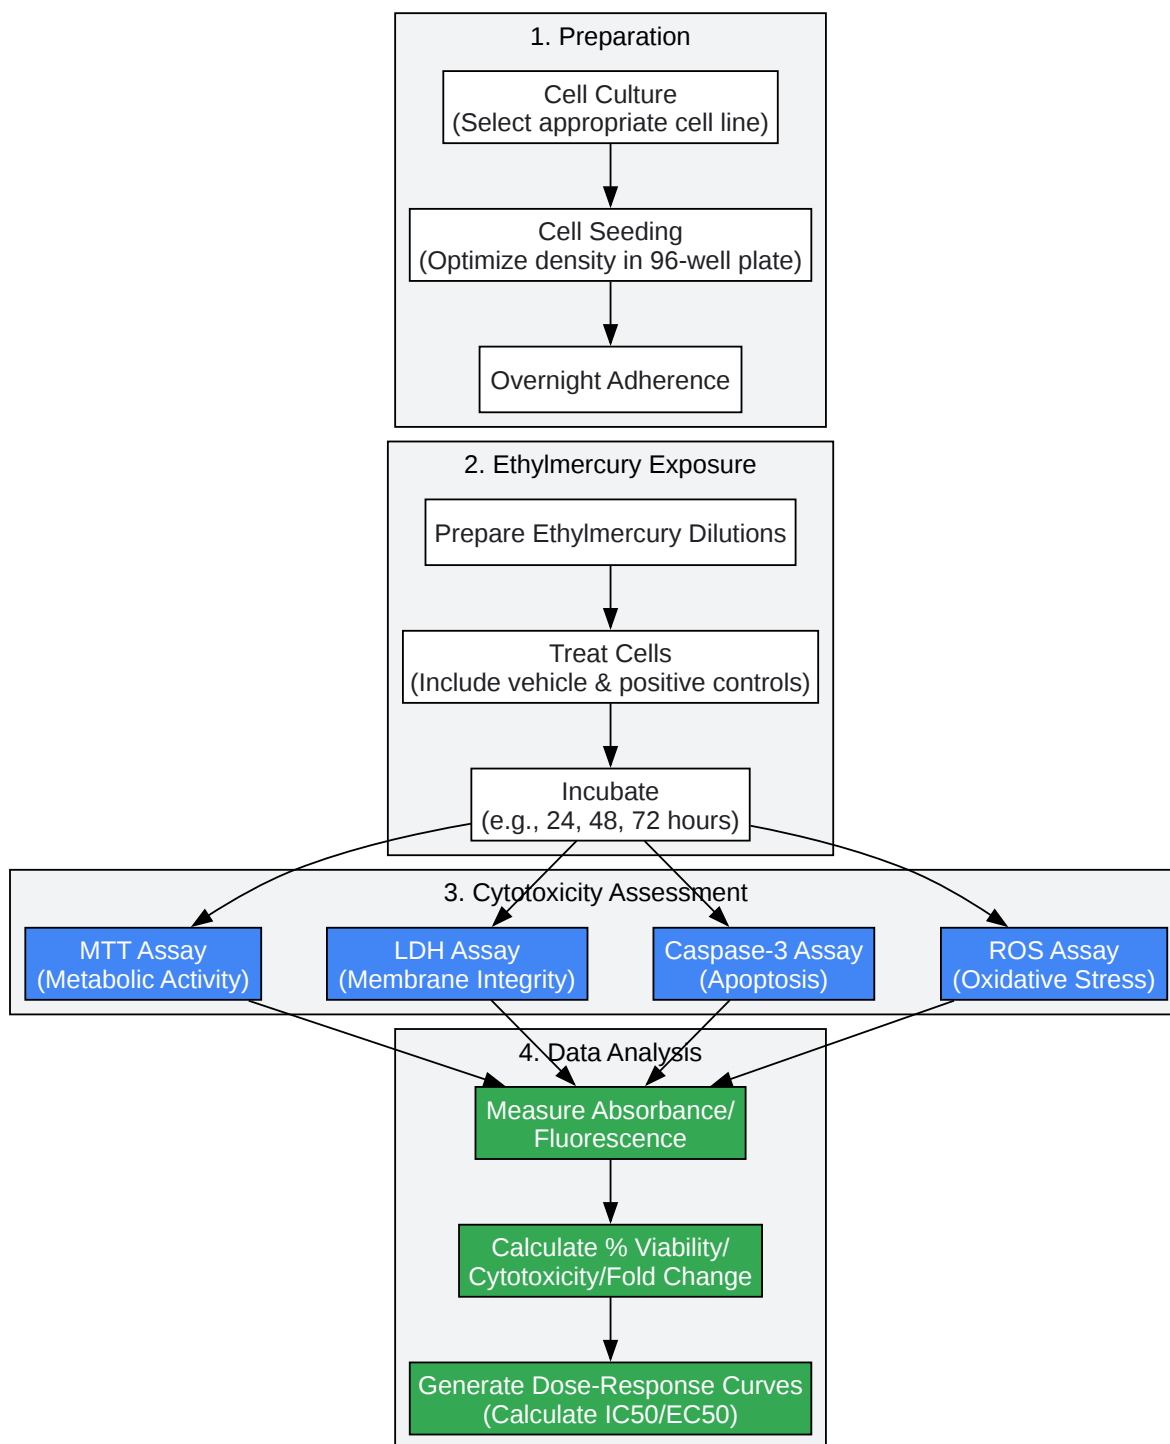 1. Preparation
Cell Culture
(Select appropriate cell line)
Cell Seeding
(Optimize density in 96-well plate)
Overnight Adherence
2. Ethylmercury Exposure
Prepare Ethylmercury Dilutions
Treat Cells
(Include vehicle & positive controls)
Incubate
(e.g., 24, 48, 72 hours)
3. Cytotoxicity Assessment
MTT Assay
(Metabolic Activity)
LDH Assay
(Membrane Integrity)
Caspase-3 Assay
(Apoptosis)
ROS Assay
(Oxidative Stress)
4. Data Analysis
Measure Absorbance/
Fluorescence
Calculate % Viability/
Cytotoxicity/Fold Change
Generate Dose-Response Curves
(Calculate IC50/EC50)